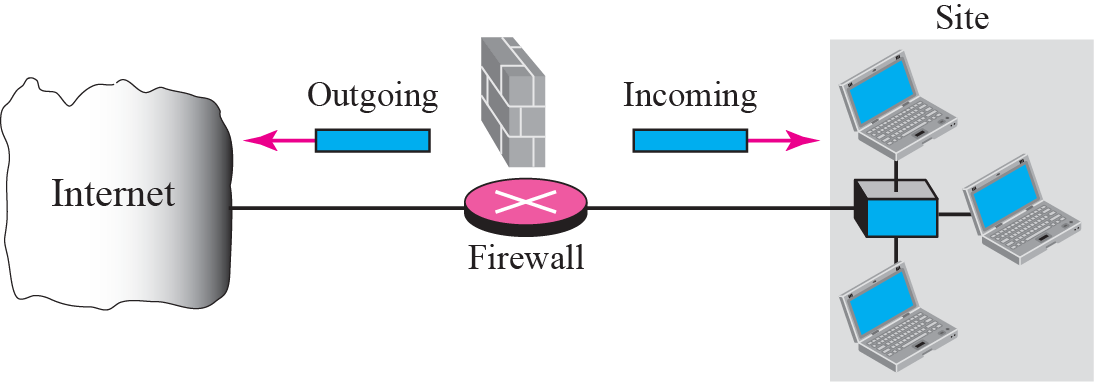 Site
Outgoing
Incoming
Internet
Firewall